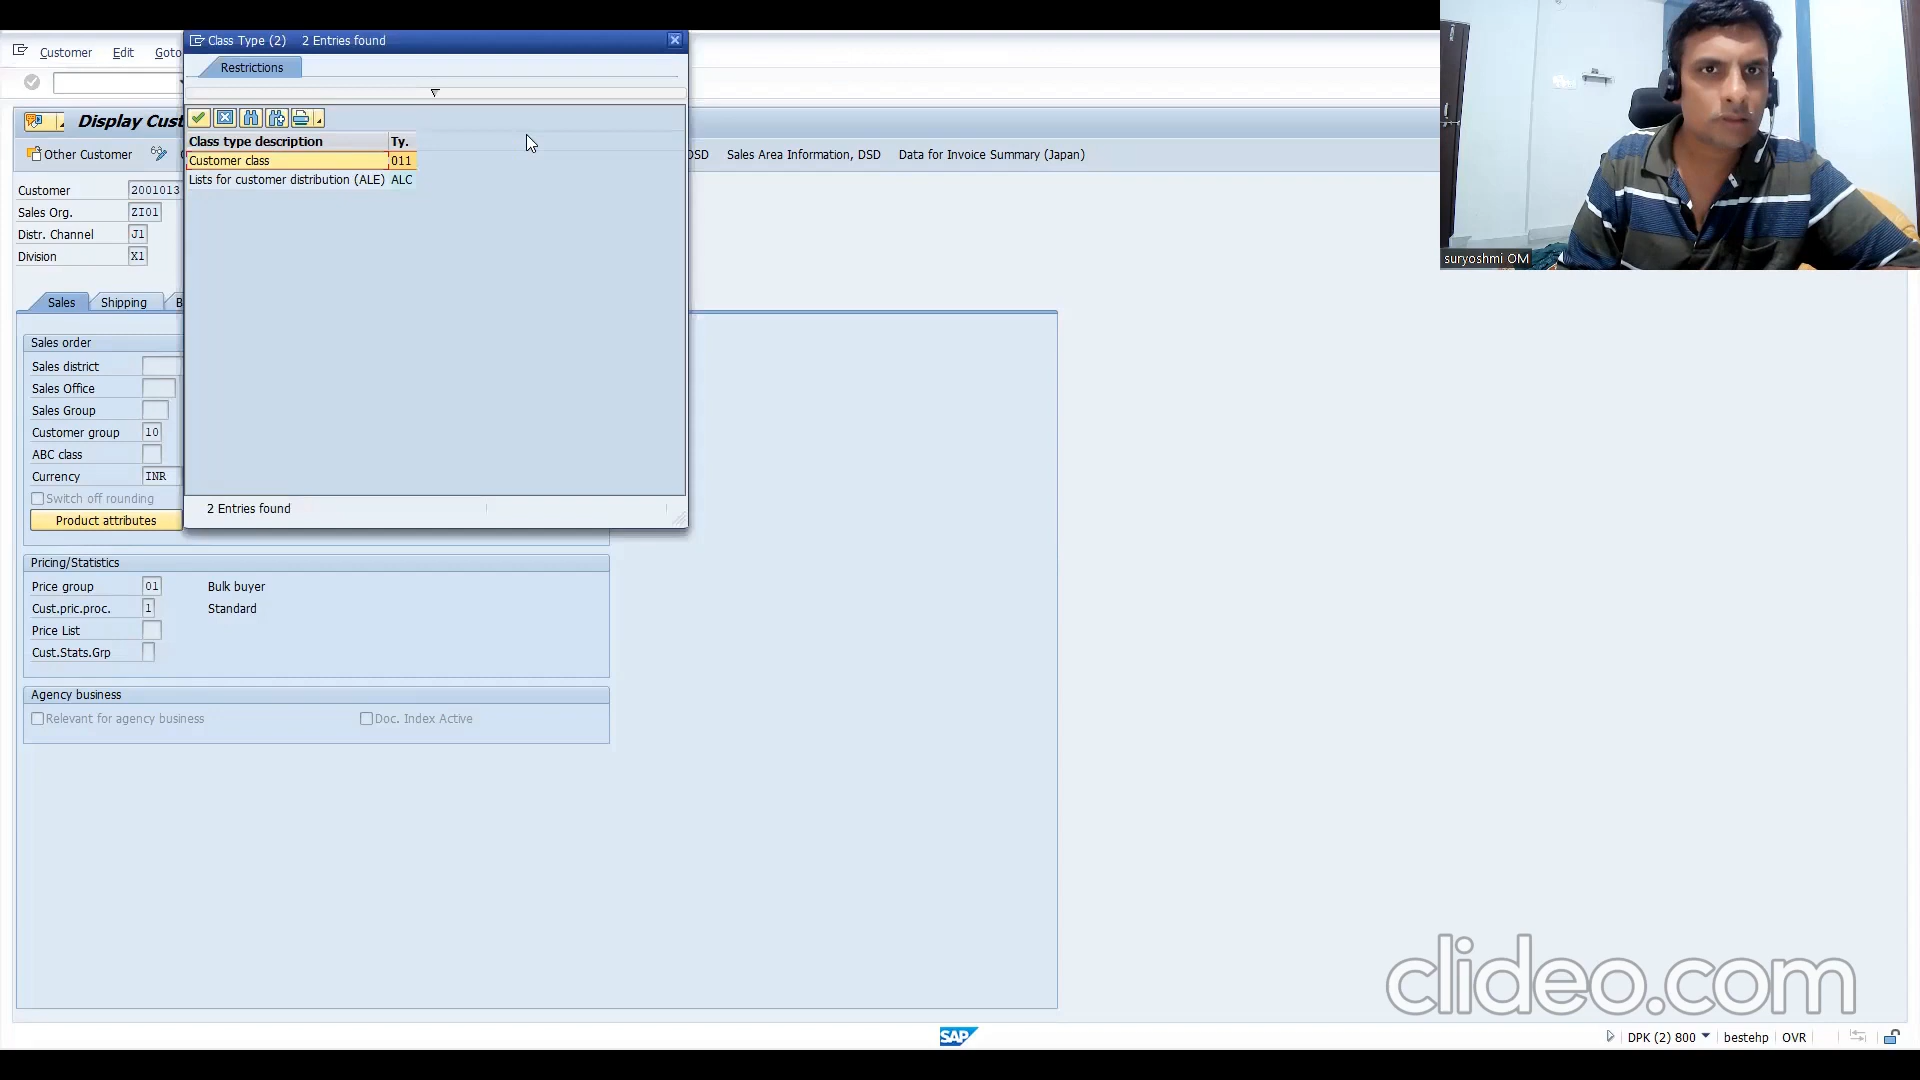 Class Type (2) 2 Entries found
Customer Edit Goto
Restrictions
Display Cust
Class type description Ty.
Other Customer DSD Sales Area Information, DSD Data for Invoice Summary (Japan)
Customer class 011
Lists for customer distribution (ALE) ALC
Customer 2001013
Sales Org. ZI01
Distr. Channel J1
Division X1
suryoshmi OM
Sales Shipping B
Sales order
Sales district
Sales Office
Sales Group
Customer group 10
ABC class
Currency INR
Switch off rounding
2 Entries found
Product attributes
Pricing/Statistics
Price group 01 Bulk buyer
Cust.pric.proc. 1 Standard
Price List
Cust.Stats.Grp
Agency business
Relevant for agency business Doc. Index Active
clideo.com
SAP DPK (2) 800 bestehp OVR